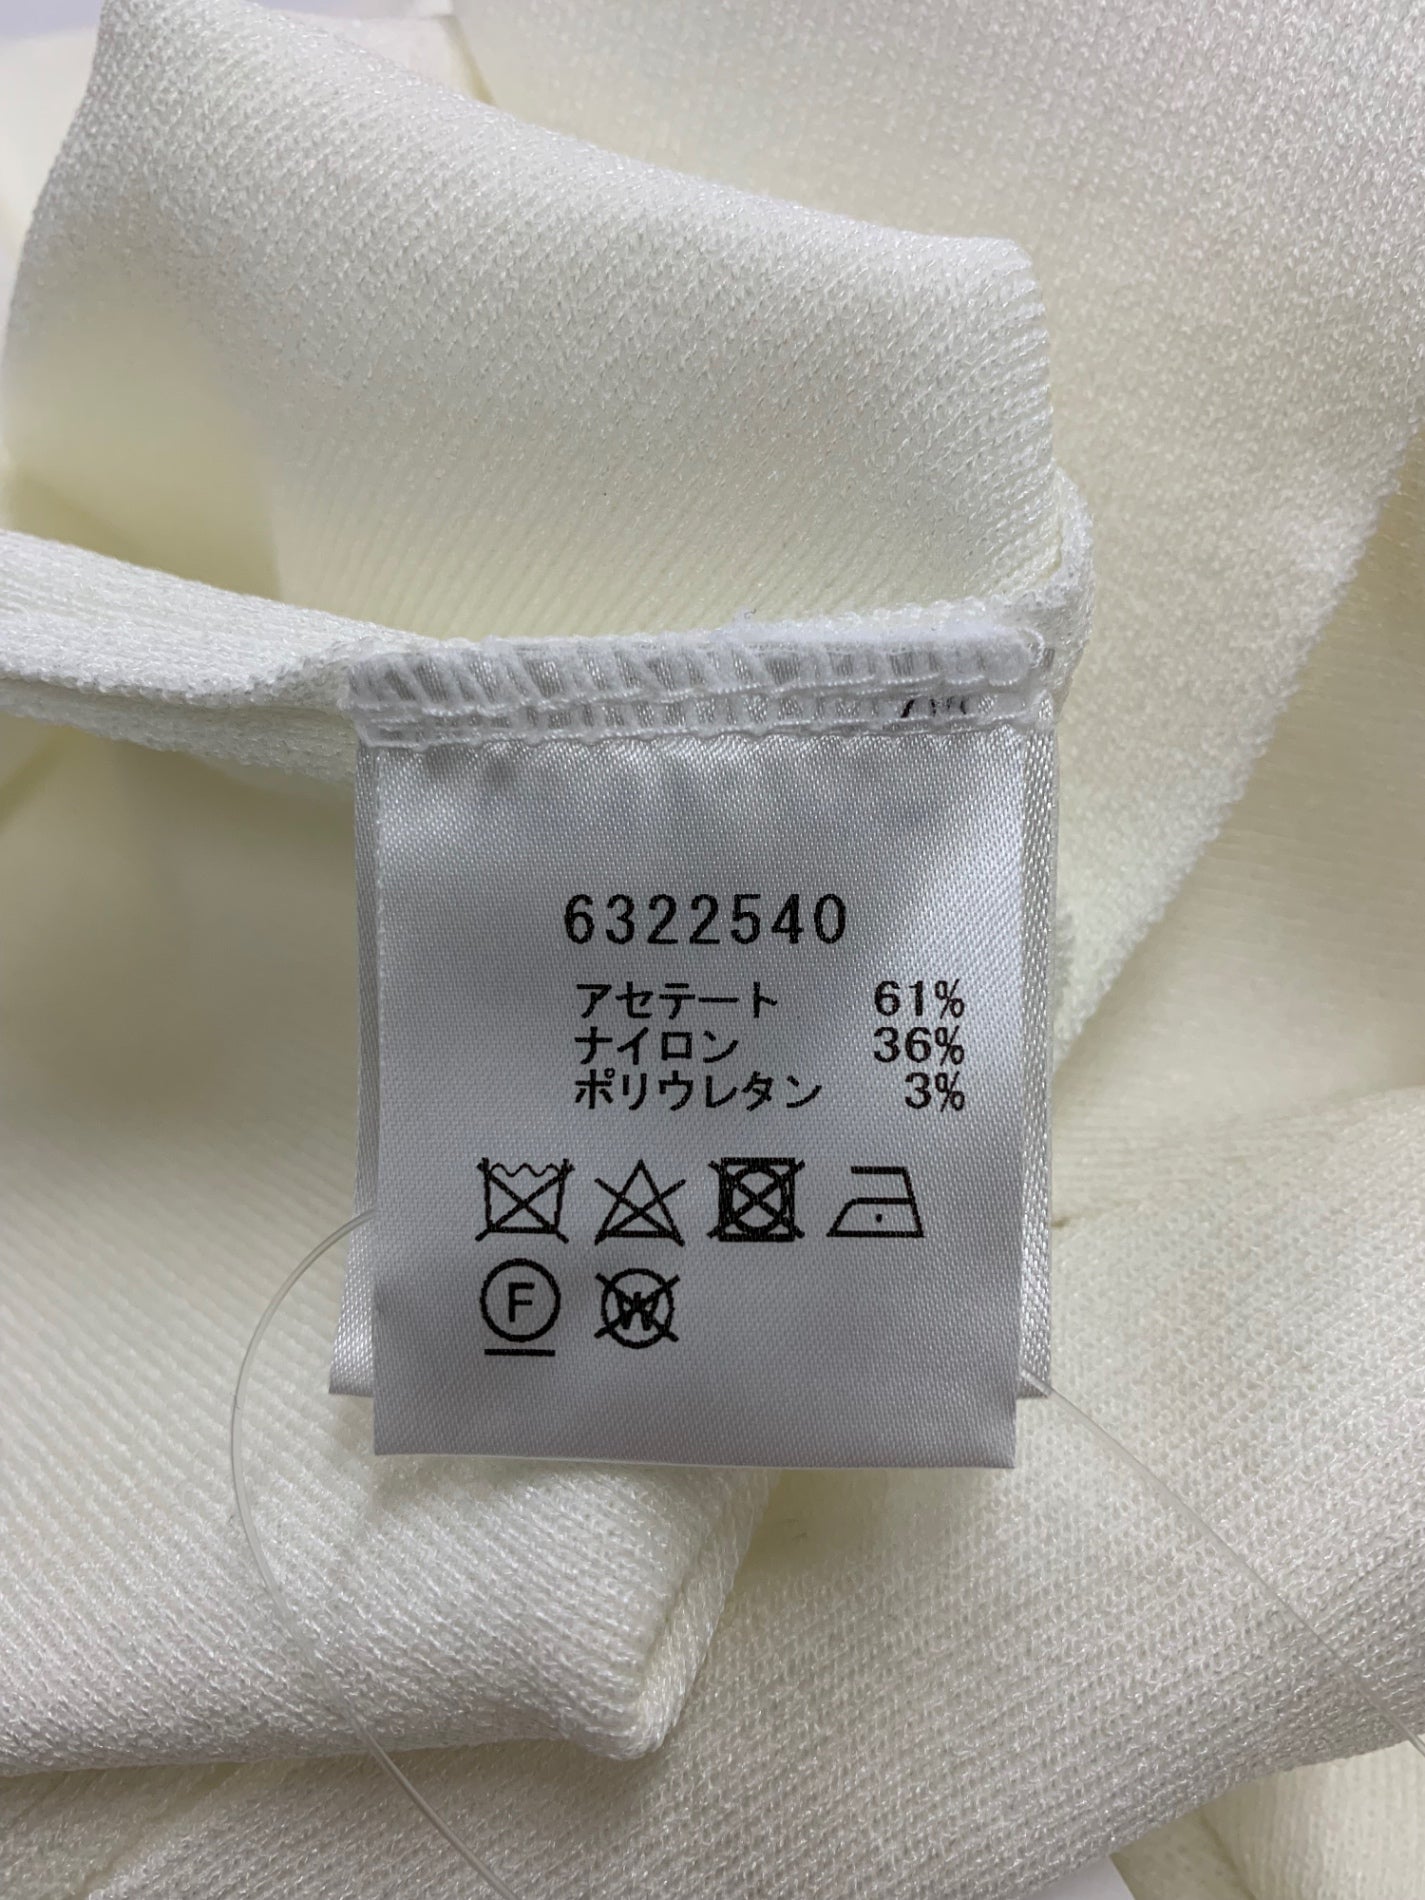 6322540
アセテート 61%
ナイロン 36%
ポリウレタン 3%
F
W